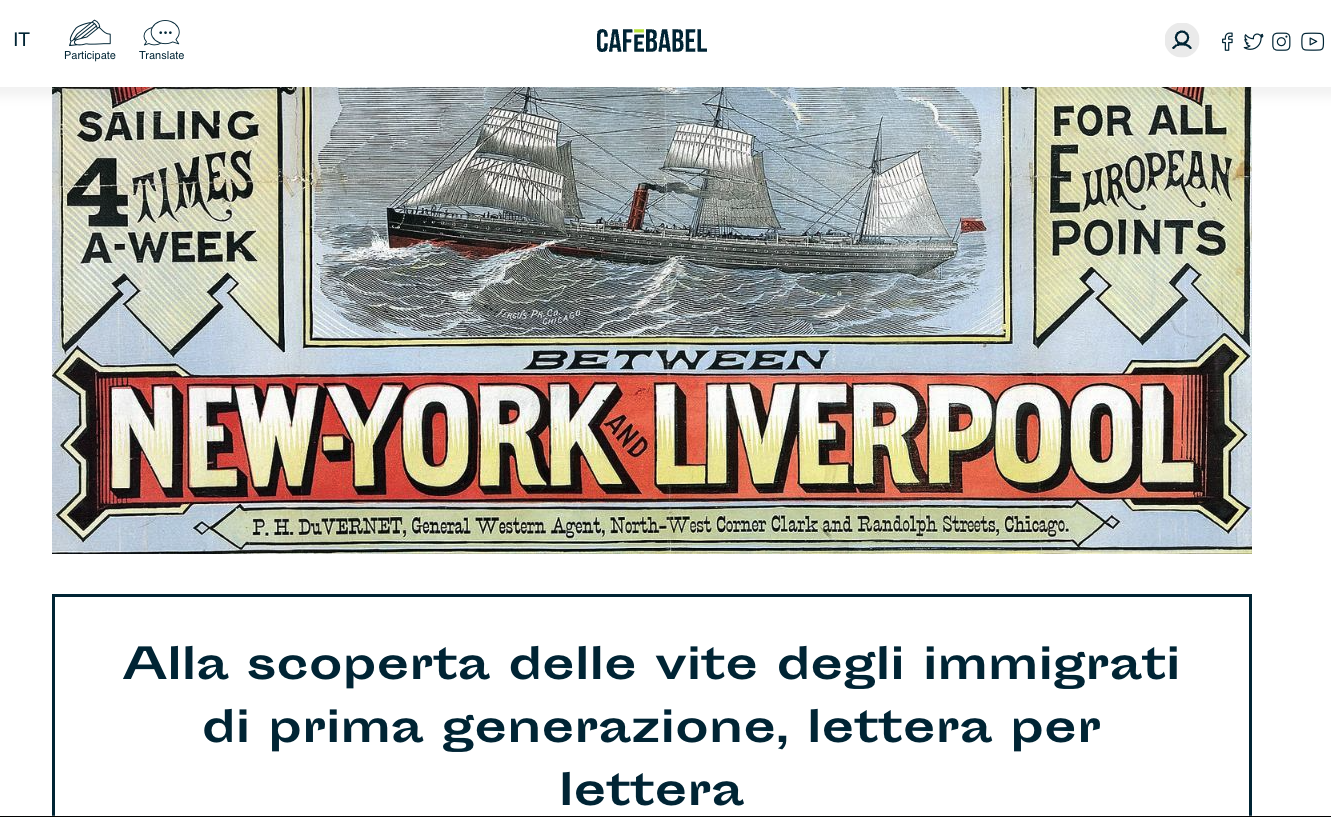 IT
Participate
Translate
CAFĒBABEL
SAILING
4 TIMES
A-WEEK
FOR ALL
EUROPEAN
POINTS
FERGUS PR. CO.
CHICAGO
BETWEEN
NEW-YORK AND LIVERPOOL
P. H. DuVERNET, General Western Agent, North-West Corner Clark and Randolph Streets, Chicago.
Alla scoperta delle vite degli immigrati
di prima generazione, lettera per
lettera